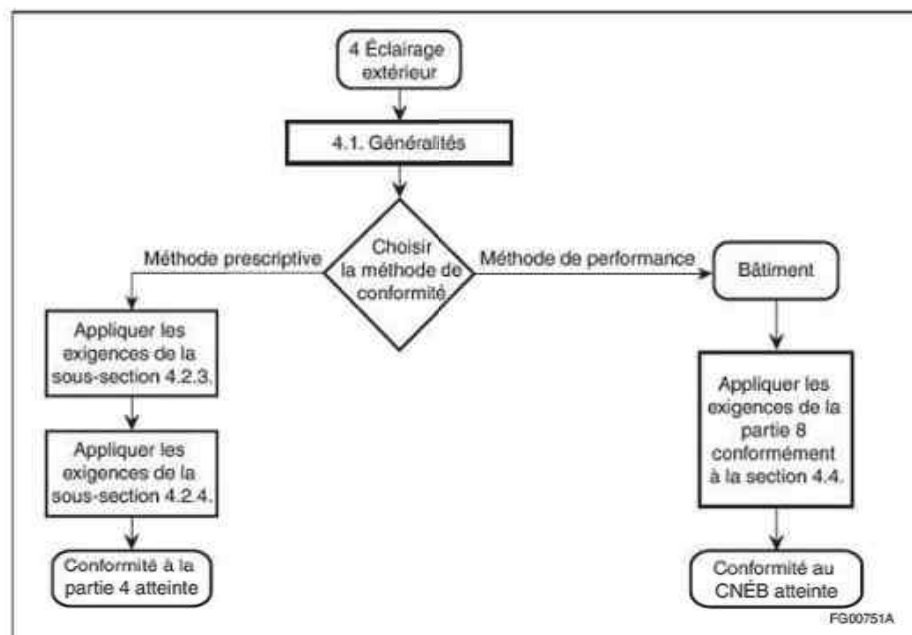 4 Éclairage
extérieur
4.1. Généralités
Choisir
la méthode de
conformité
Méthode prescriptive
Méthode de performance
Bâtiment
Appliquer les
exigences de la
sous-section 4.2.3.
Appliquer les
exigences de la
sous-section 4.2.4.
Conformité à la
partie 4 atteinte
Appliquer les
exigences de la
partie 8
conformément
à la section 4.4.
Conformité au
CNÉB atteinte
FG00751A